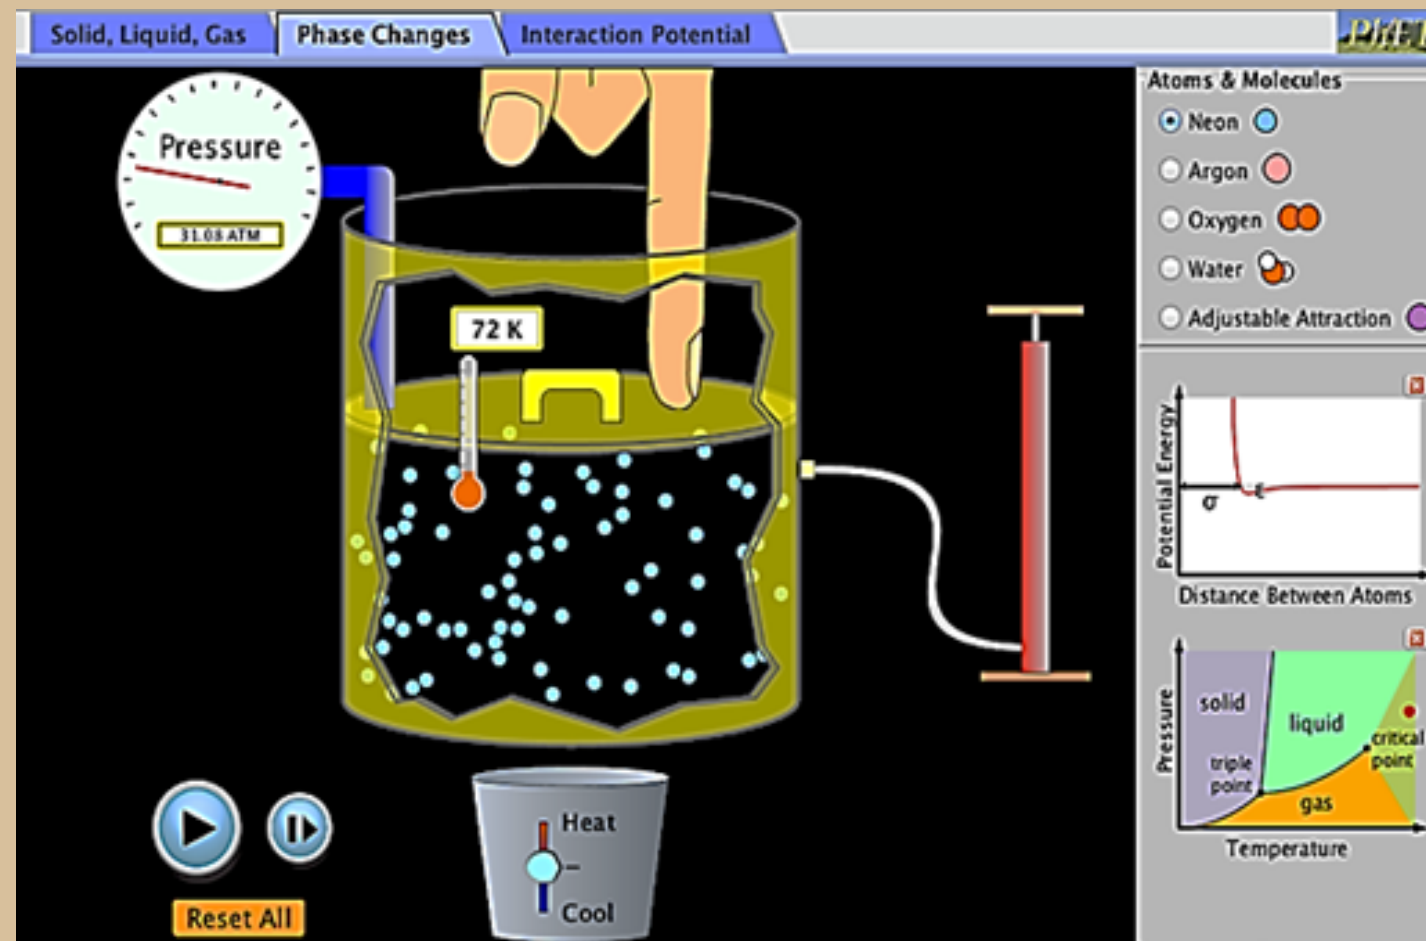 Solid, Liquid, Gas
Phase Changes
Interaction Potential
Pressure
31.08 ATM
72 K
Heat
Cool
Reset All
Atoms & Molecules
Neon
Argon
Oxygen
Water
Adjustable Attraction
Potential Energy
σ
ε
Distance Between Atoms
Pressure
solid
liquid
critical
point
triple
point
gas
Temperature